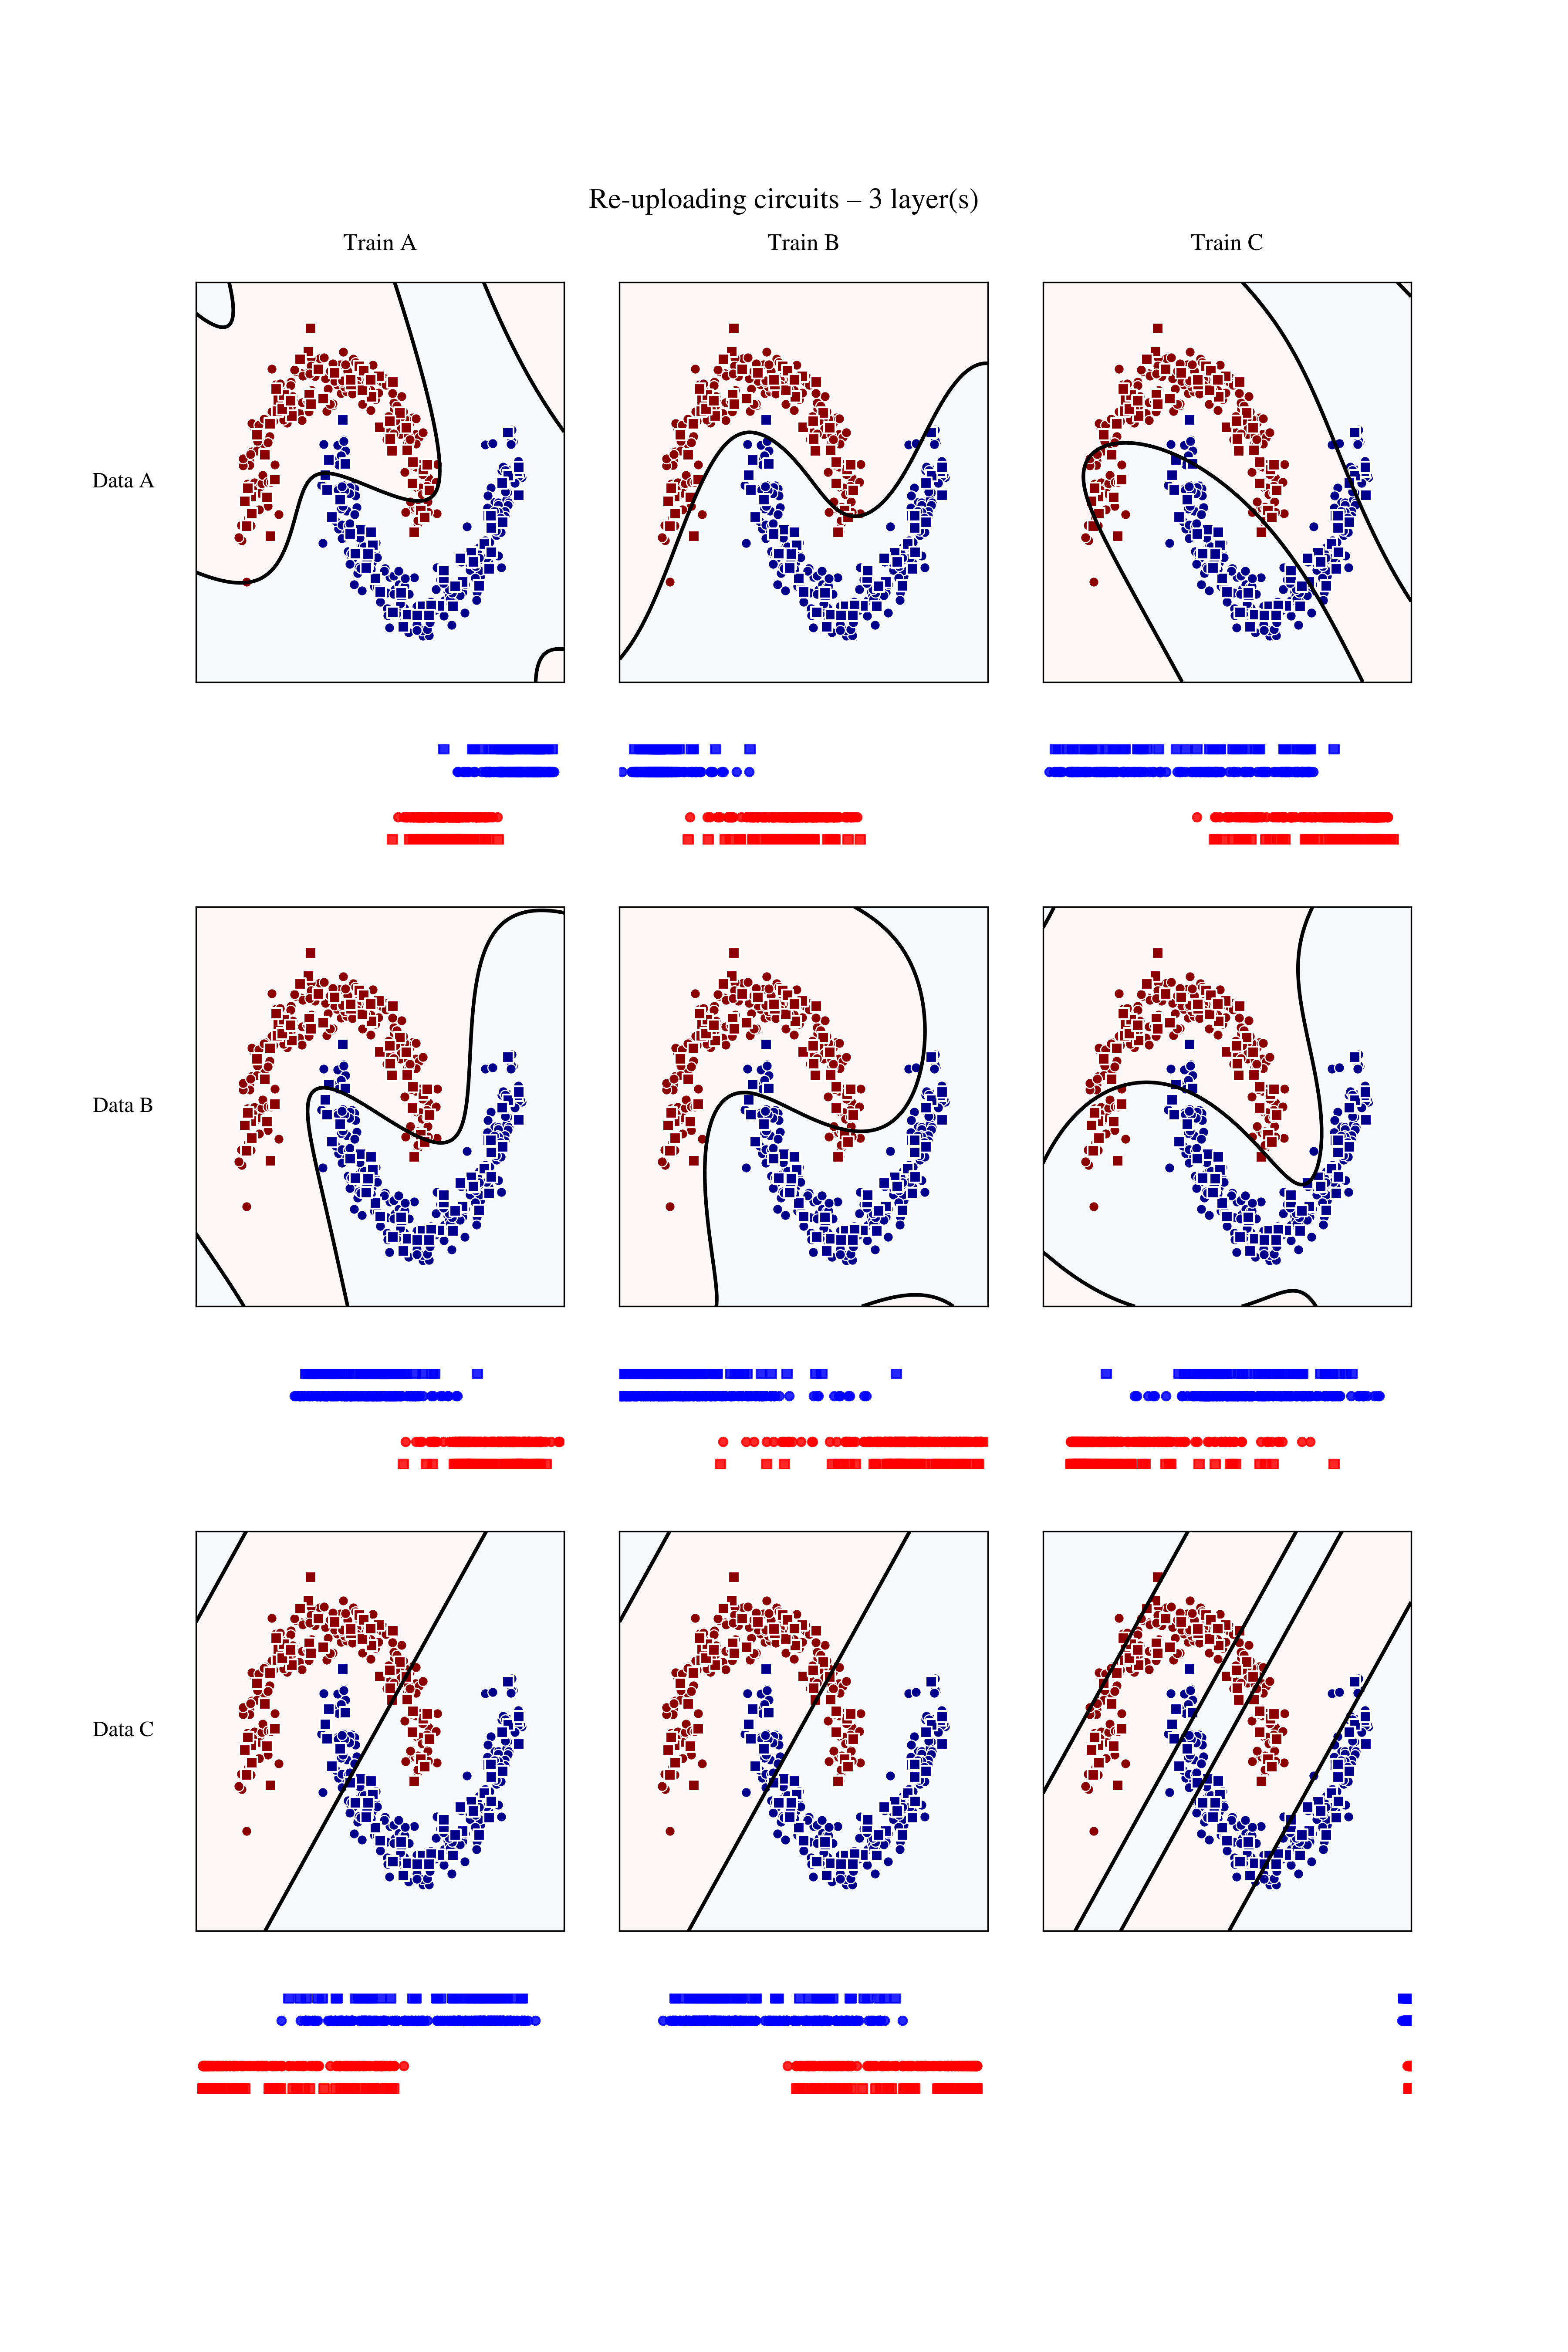 Re-uploading circuits – 3 layer(s)
Train A
Train B
Train C
Data A
Data B
Data C